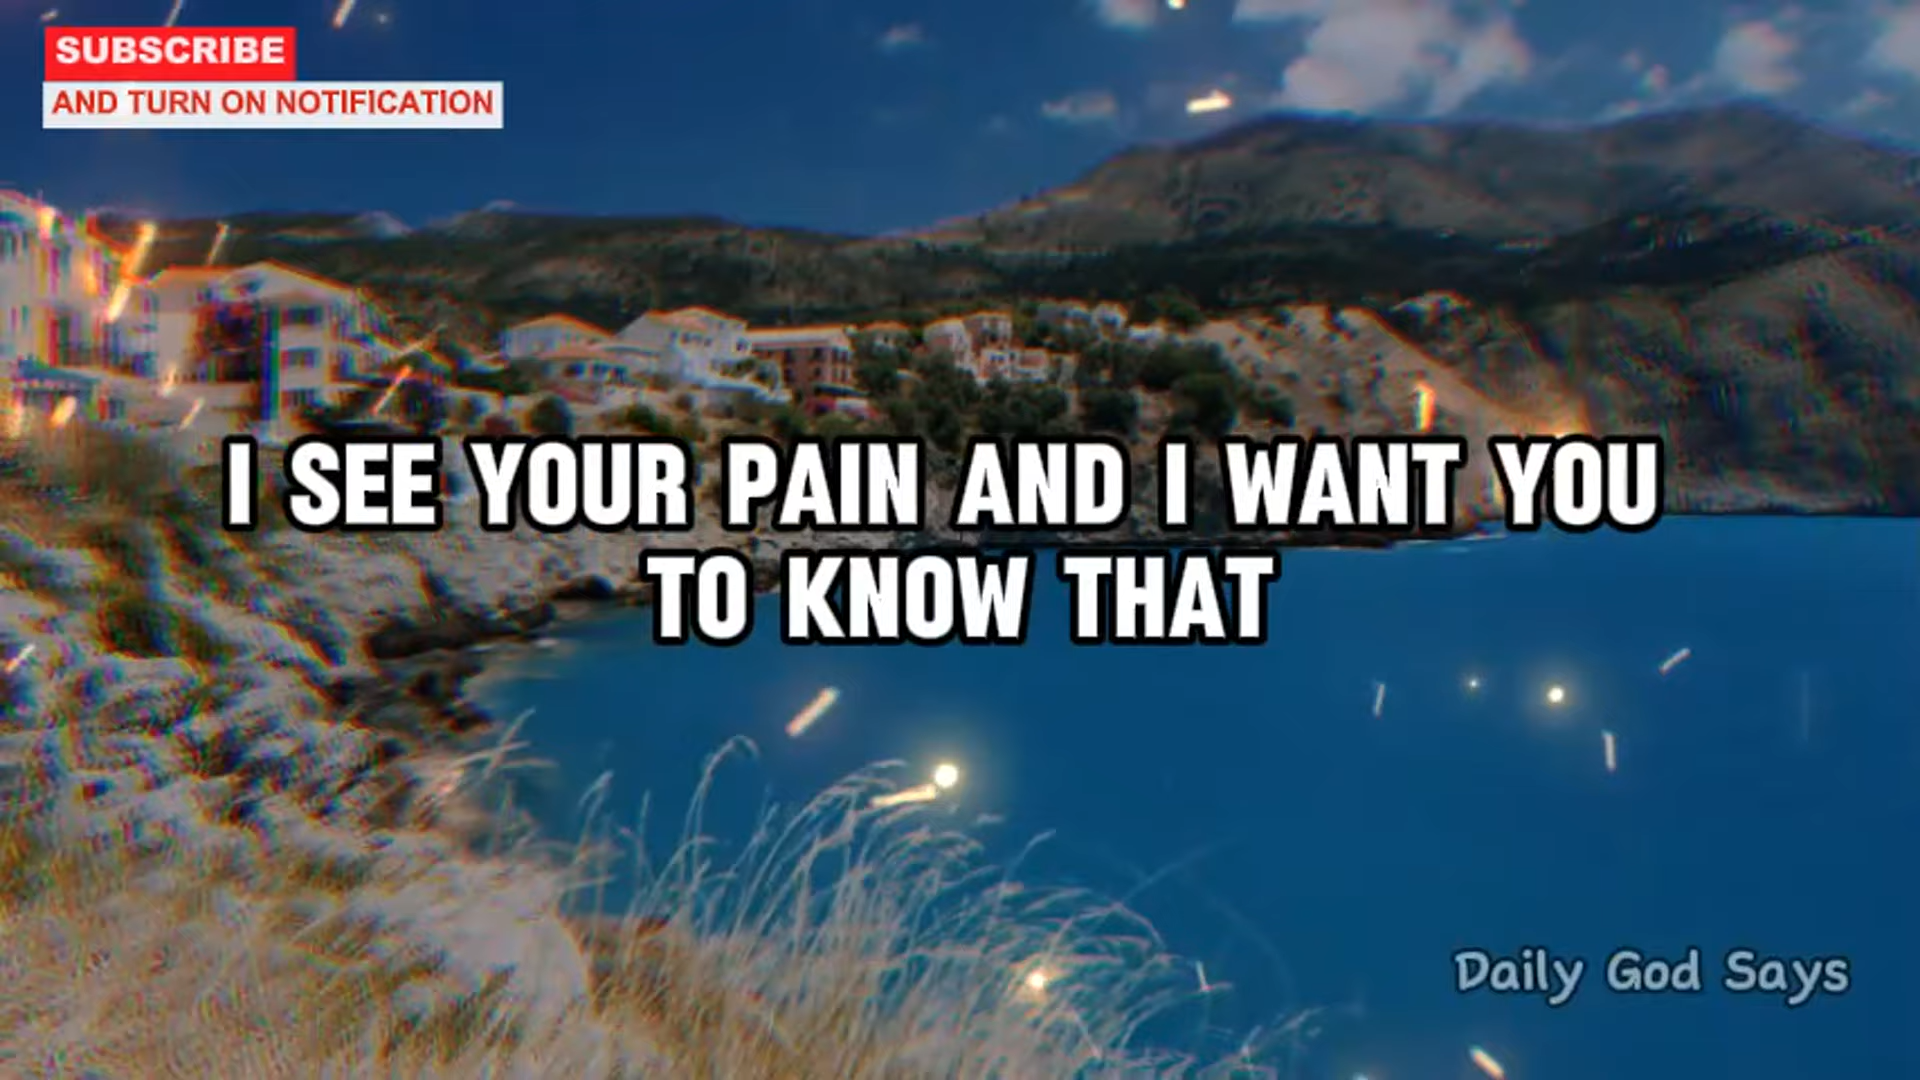 SUBSCRIBE
AND TURN ON NOTIFICATION
I SEE YOUR PAIN AND I WANT YOU
TO KNOW THAT
Daily God Says